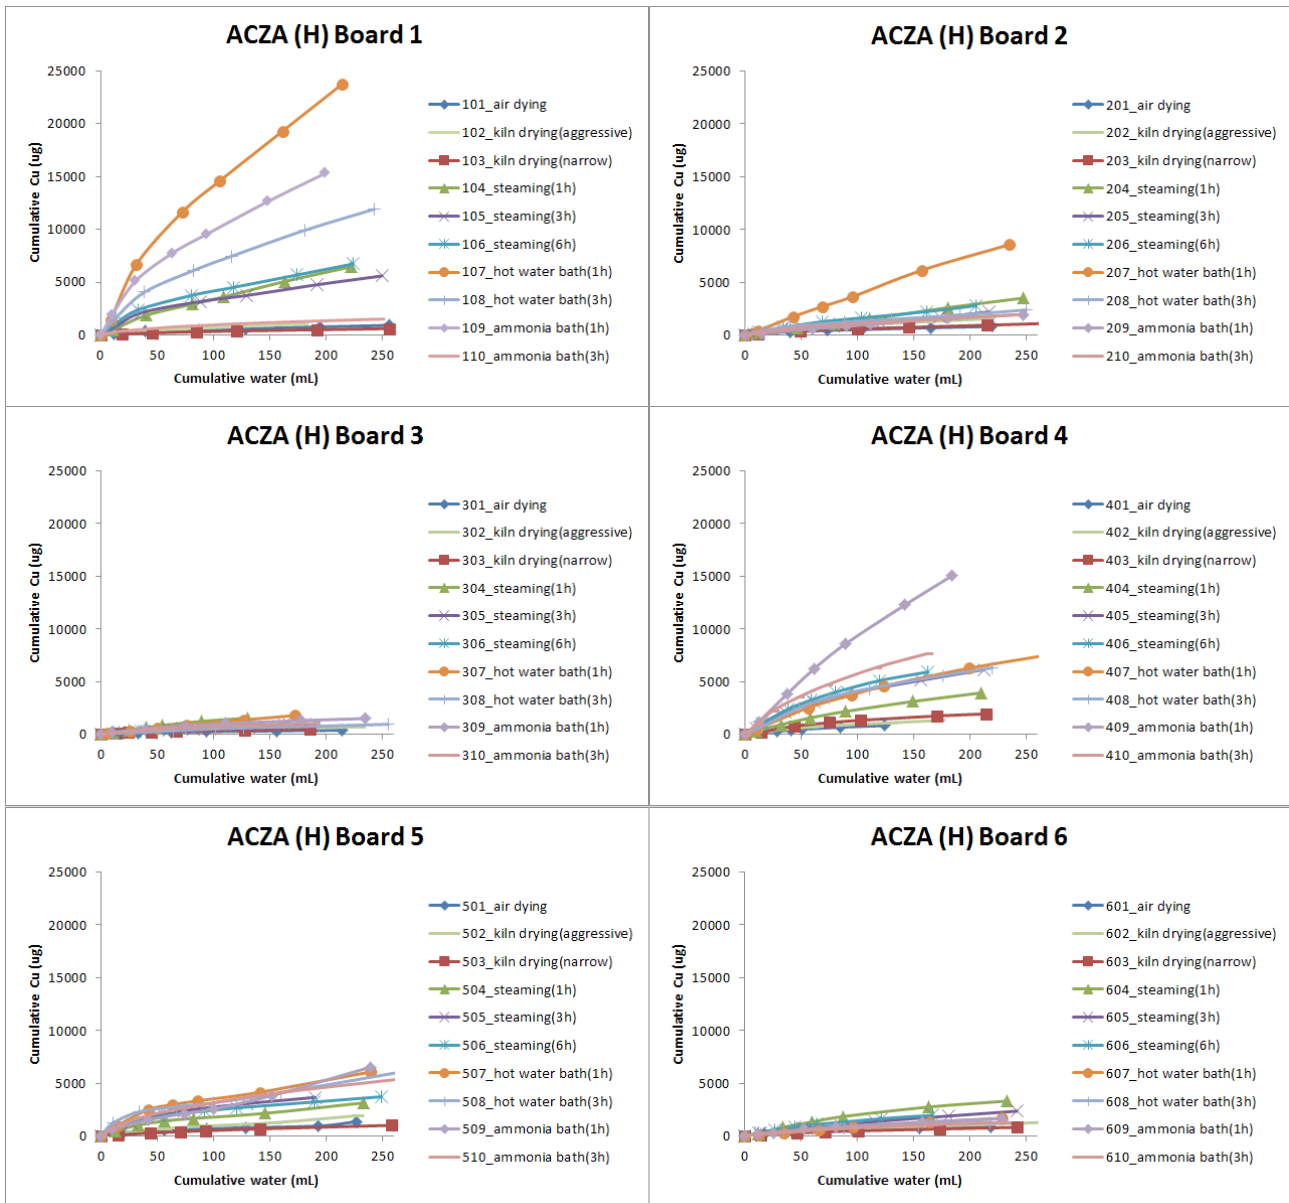 ACZA (H) Board 1
25000
20000
15000
10000
5000
0
0 50 100 150 200 250
Cumulative Cu (ug)
Cumulative water (mL)
101_air dying
102_kiln drying(aggressive)
103_kiln drying(narrow)
104_steaming(1h)
105_steaming(3h)
106_steaming(6h)
107_hot water bath(1h)
108_hot water bath(3h)
109_ammonia bath(1h)
110_ammonia bath(3h)
ACZA (H) Board 2
25000
20000
15000
10000
5000
0
0 50 100 150 200 250
Cumulative Cu (ug)
Cumulative water (mL)
201_air dying
202_kiln drying(aggressive)
203_kiln drying(narrow)
204_steaming(1h)
205_steaming(3h)
206_steaming(6h)
207_hot water bath(1h)
208_hot water bath(3h)
209_ammonia bath(1h)
210_ammonia bath(3h)
ACZA (H) Board 3
25000
20000
15000
10000
5000
0
0 50 100 150 200 250
Cumulative Cu (ug)
Cumulative water (mL)
301_air dying
302_kiln drying(aggressive)
303_kiln drying(narrow)
304_steaming(1h)
305_steaming(3h)
306_steaming(6h)
307_hot water bath(1h)
308_hot water bath(3h)
309_ammonia bath(1h)
310_ammonia bath(3h)
ACZA (H) Board 4
25000
20000
15000
10000
5000
0
0 50 100 150 200 250
Cumulative Cu (ug)
Cumulative water (mL)
401_air dying
402_kiln drying(aggressive)
403_kiln drying(narrow)
404_steaming(1h)
405_steaming(3h)
406_steaming(6h)
407_hot water bath(1h)
408_hot water bath(3h)
409_ammonia bath(1h)
410_ammonia bath(3h)
ACZA (H) Board 5
25000
20000
15000
10000
5000
0
0 50 100 150 200 250
Cumulative Cu (ug)
Cumulative water (mL)
501_air dying
502_kiln drying(aggressive)
503_kiln drying(narrow)
504_steaming(1h)
505_steaming(3h)
506_steaming(6h)
507_hot water bath(1h)
508_hot water bath(3h)
509_ammonia bath(1h)
510_ammonia bath(3h)
ACZA (H) Board 6
25000
20000
15000
10000
5000
0
0 50 100 150 200 250
Cumulative Cu (ug)
Cumulative water (mL)
601_air dying
602_kiln drying(aggressive)
603_kiln drying(narrow)
604_steaming(1h)
605_steaming(3h)
606_steaming(6h)
607_hot water bath(1h)
608_hot water bath(3h)
609_ammonia bath(1h)
610_ammonia bath(3h)